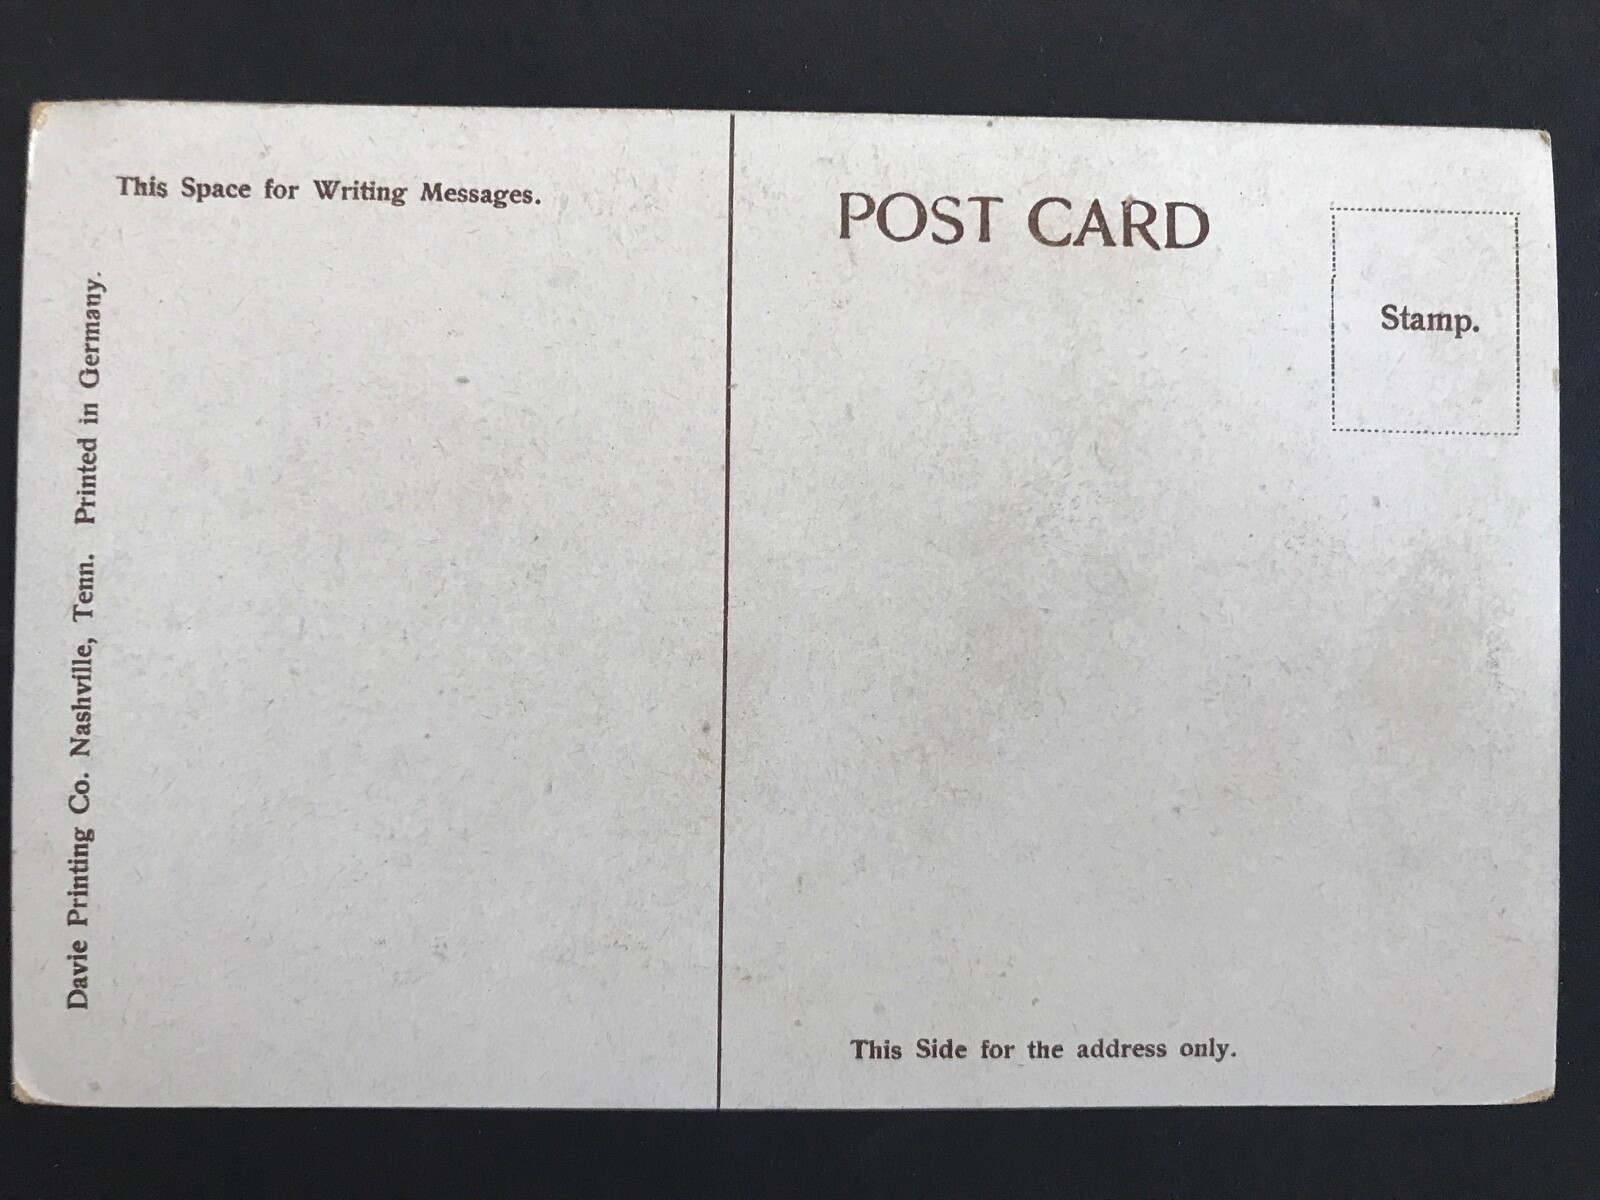 This Space for Writing Messages.
POST CARD
Stamp.
Davie Printing Co. Nashville, Tenn. Printed in Germany.
This Side for the address only.